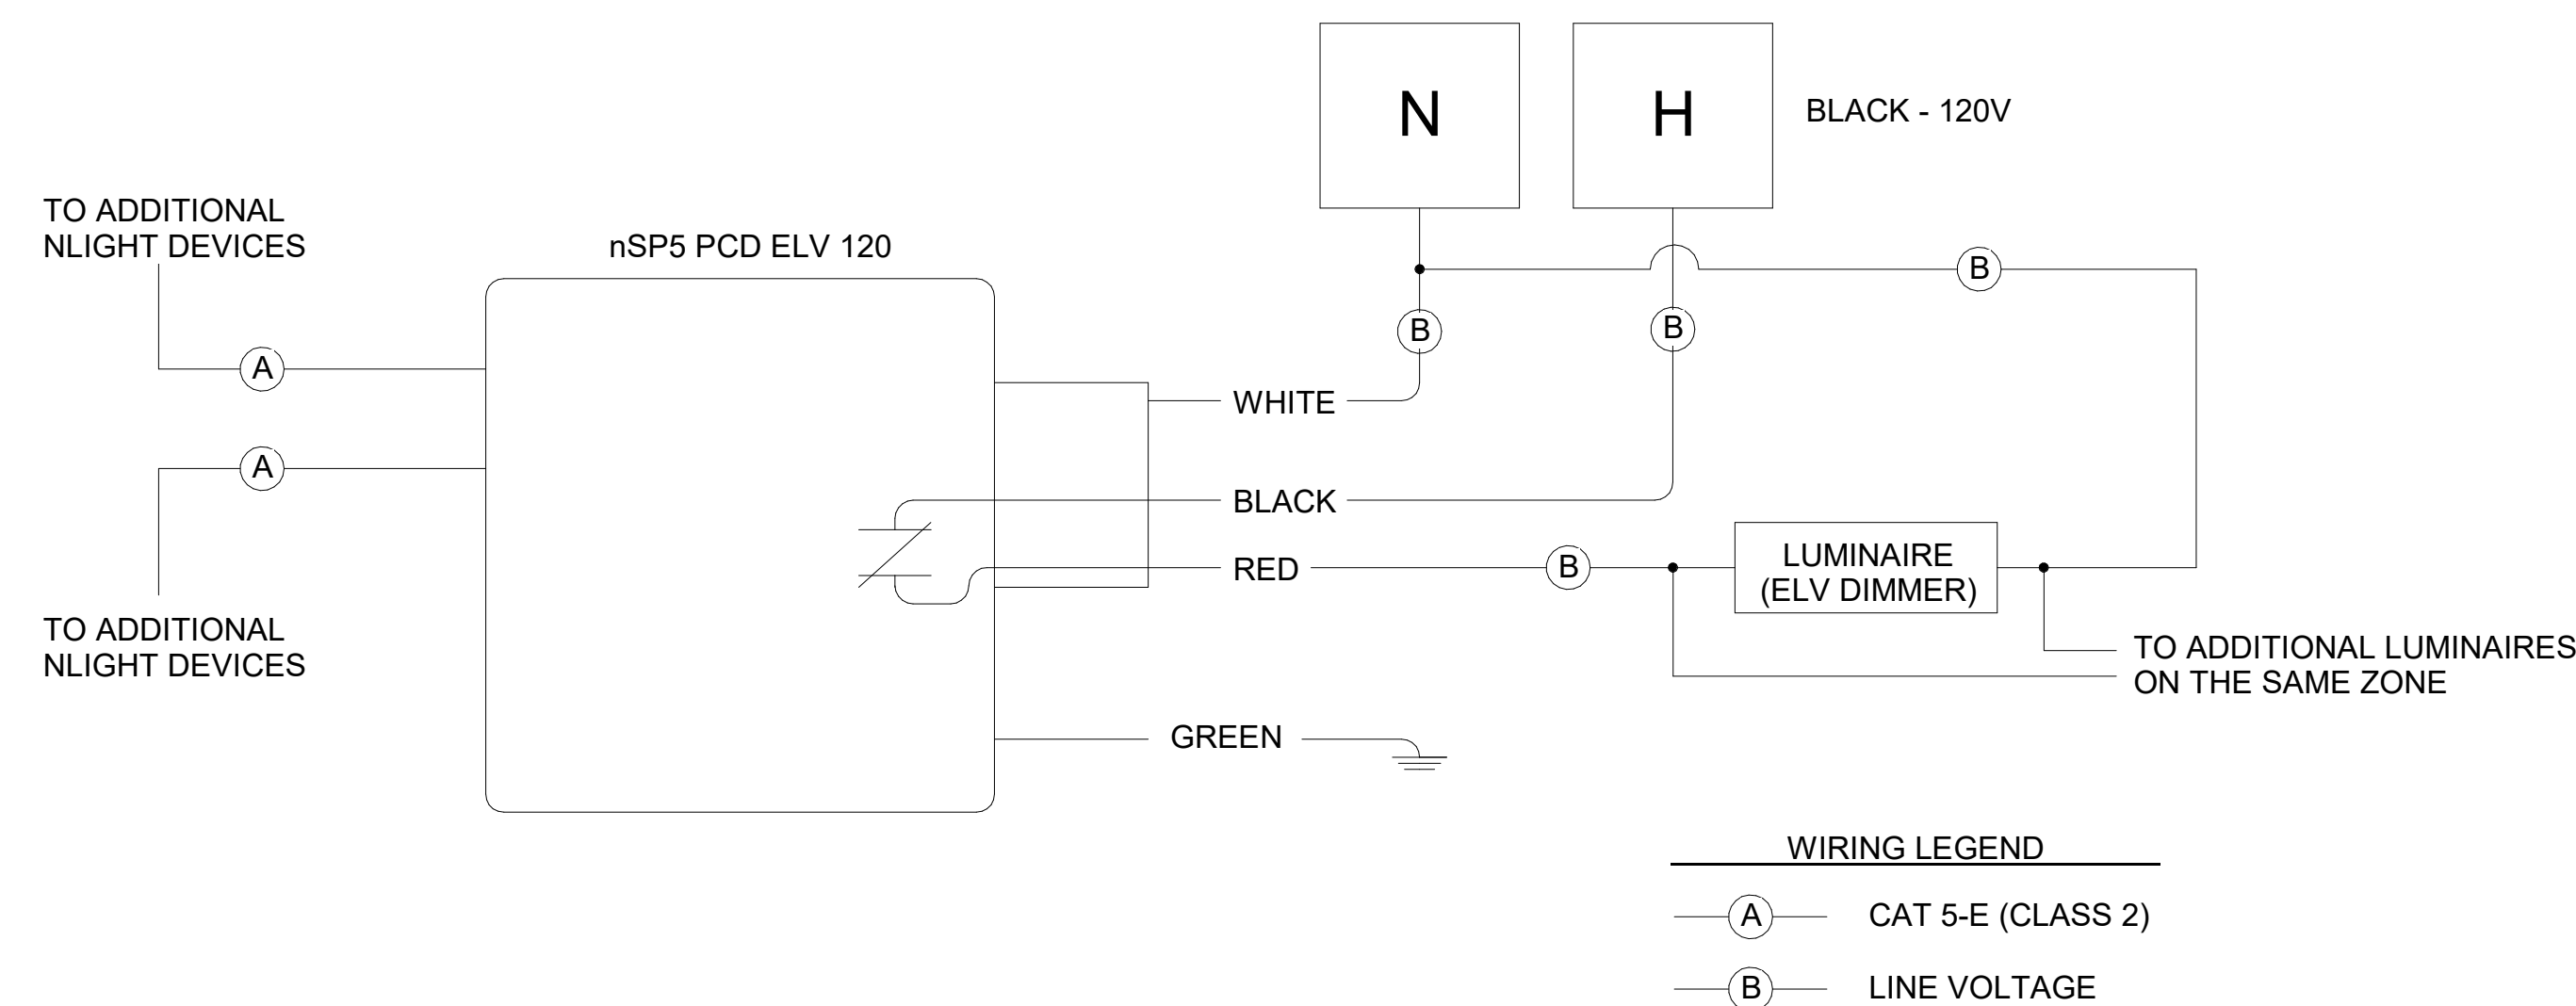 N
H
BLACK - 120V
TO ADDITIONAL
NLIGHT DEVICES
nSP5 PCD ELV 120
B
B
B
A
WHITE
A
BLACK
LUMINAIRE
(ELV DIMMER)
RED
B
TO ADDITIONAL
NLIGHT DEVICES
TO ADDITIONAL LUMINAIRES
ON THE SAME ZONE
GREEN
WIRING LEGEND
A CAT 5-E (CLASS 2)
B LINE VOLTAGE